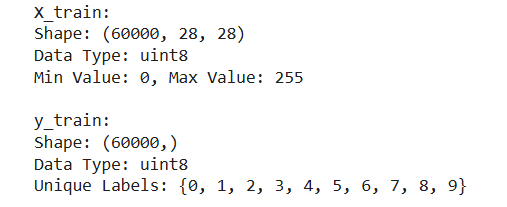 X_train:
Shape: (60000, 28, 28)
Data Type: uint8
Min Value: 0, Max Value: 255
y_train:
Shape: (60000,)
Data Type: uint8
Unique Labels: {0, 1, 2, 3, 4, 5, 6, 7, 8, 9}